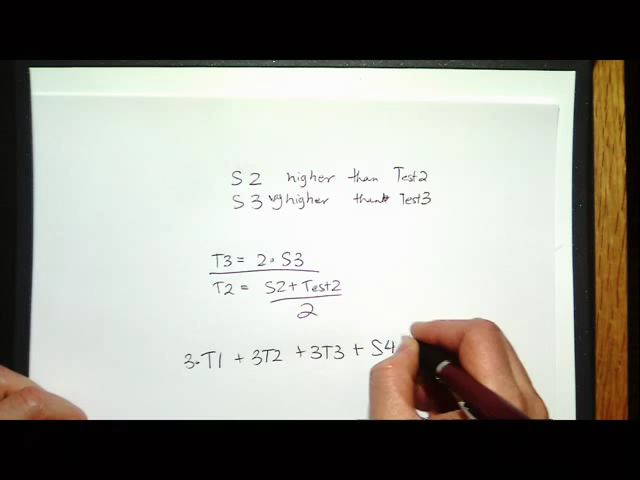 S2 higher than Test2
S3 higher than Test3
T3 = 2 • S3
T2 = S2 + Test2
2
3•T1 + 3T2 + 3T3 + S4